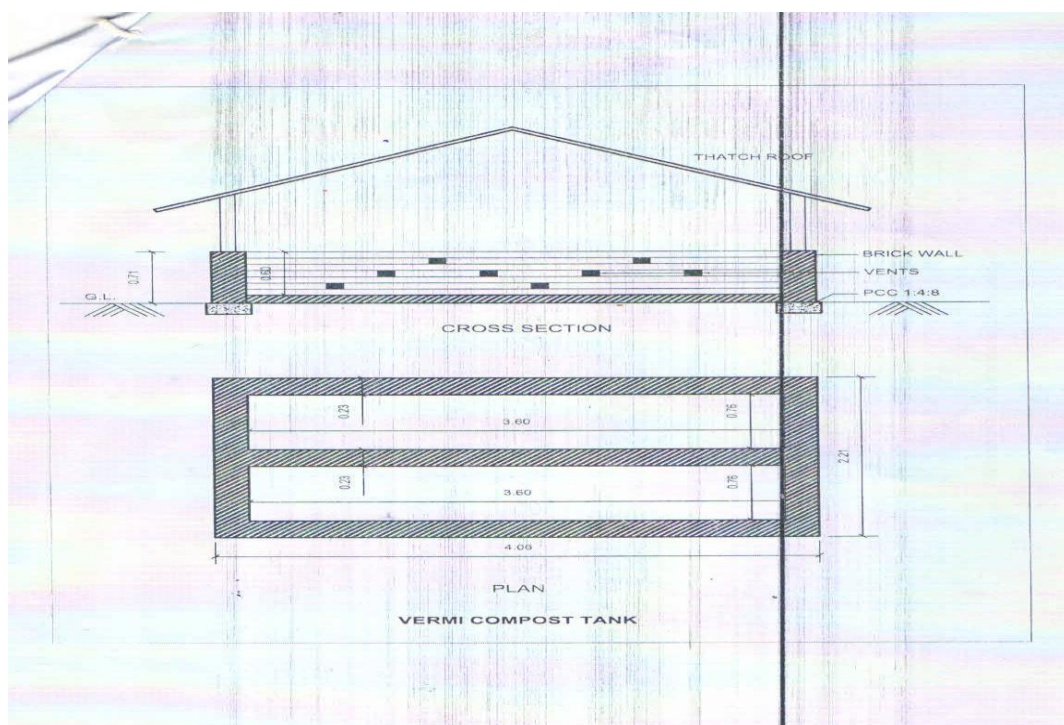 THATCH ROOF
BRICK WALL
VENTS
PCC 1:4:8
0.71
0.60
G.L.
CROSS SECTION
0.23
3.60
0.76
2.21
0.23
3.60
0.76
4.06
PLAN
VERMI COMPOST TANK